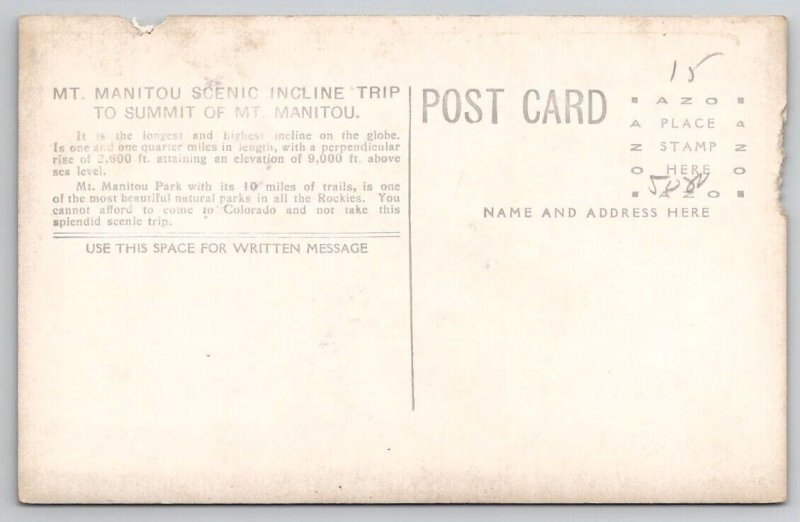 MT. MANITOU SCENIC INCLINE TRIP
TO SUMMIT OF MT. MANITOU.
It is the longest and highest incline on the globe.
Is one and one quarter miles in length, with a perpendicular
rise of 2,800 ft. attaining an elevation of 9,000 ft. above
sea level.
Mt. Manitou Park with its 10 miles of trails, is one
of the most beautiful natural parks in all the Rockies. You
cannot afford to come to Colorado and not take this
splendid scenic trip.
USE THIS SPACE FOR WRITTEN MESSAGE
POST CARD
15
AZO
PLACE
STAMP
HERE
AZO
AZO
AZO
NAME AND ADDRESS HERE